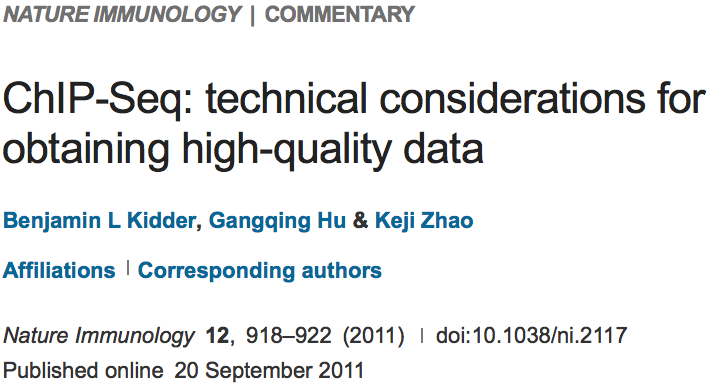 NATURE IMMUNOLOGY | COMMENTARY
ChIP-Seq: technical considerations for
obtaining high-quality data
Benjamin L Kidder, Gangqing Hu & Keji Zhao
Affiliations | Corresponding authors
Nature Immunology 12, 918–922 (2011) | doi:10.1038/ni.2117
Published online 20 September 2011